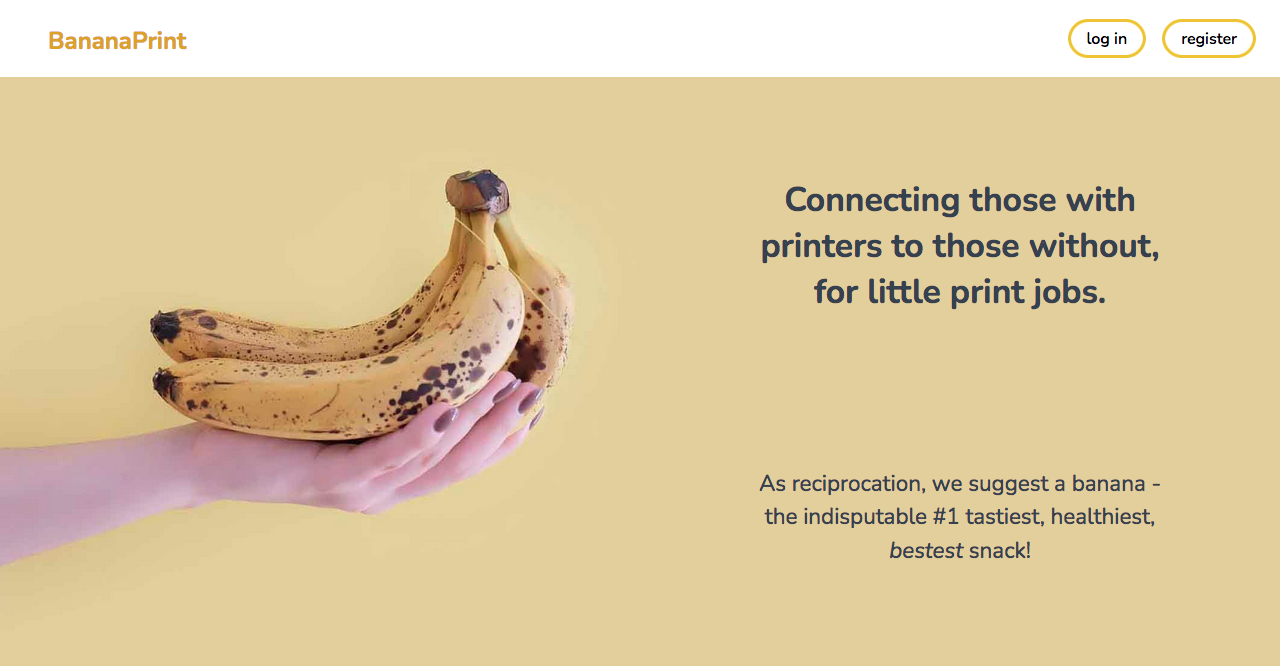 BananaPrint
log in
register
Connecting those with
printers to those without,
for little print jobs.
As reciprocation, we suggest a banana -
the indisputable #1 tastiest, healthiest,
bestest snack!